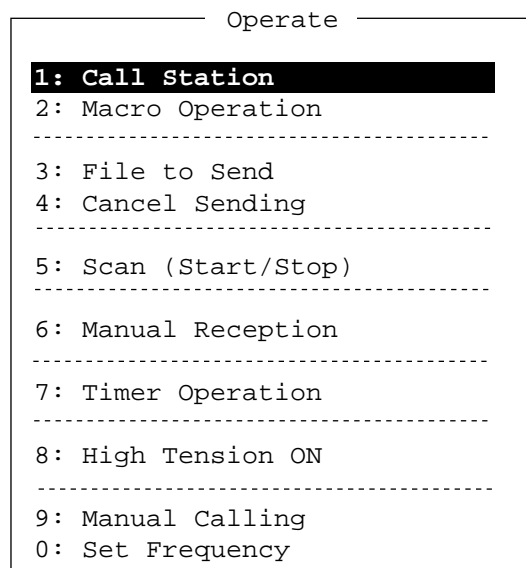 Operate
1: Call Station
2: Macro Operation
3: File to Send
4: Cancel Sending
5: Scan (Start/Stop)
6: Manual Reception
7: Timer Operation
8: High Tension ON
9: Manual Calling
0: Set Frequency